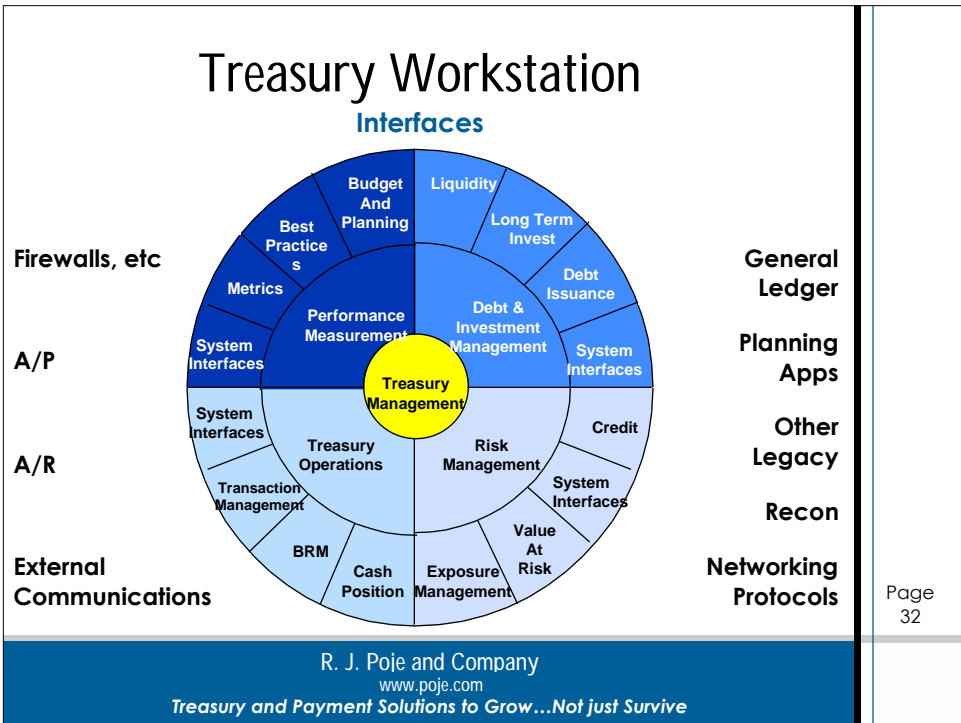 Treasury Workstation
Interfaces
Budget
And
Planning
Liquidity
Best
Practice
s
Long Term
Invest
Metrics
Debt
Issuance
System
Interfaces
Performance
Measurement
Debt &
Investment
Management
System
Interfaces
Treasury
Management
System
Interfaces
Treasury
Operations
Risk
Management
Credit
Transaction
Management
System
Interfaces
BRM
Value
At
Risk
Cash
Position
Exposure
Management
Firewalls, etc
A/P
A/R
External
Communications
General
Ledger
Planning
Apps
Other
Legacy
Recon
Networking
Protocols
Page
32
R. J. Poje and Company
www.poje.com
Treasury and Payment Solutions to Grow…Not just Survive